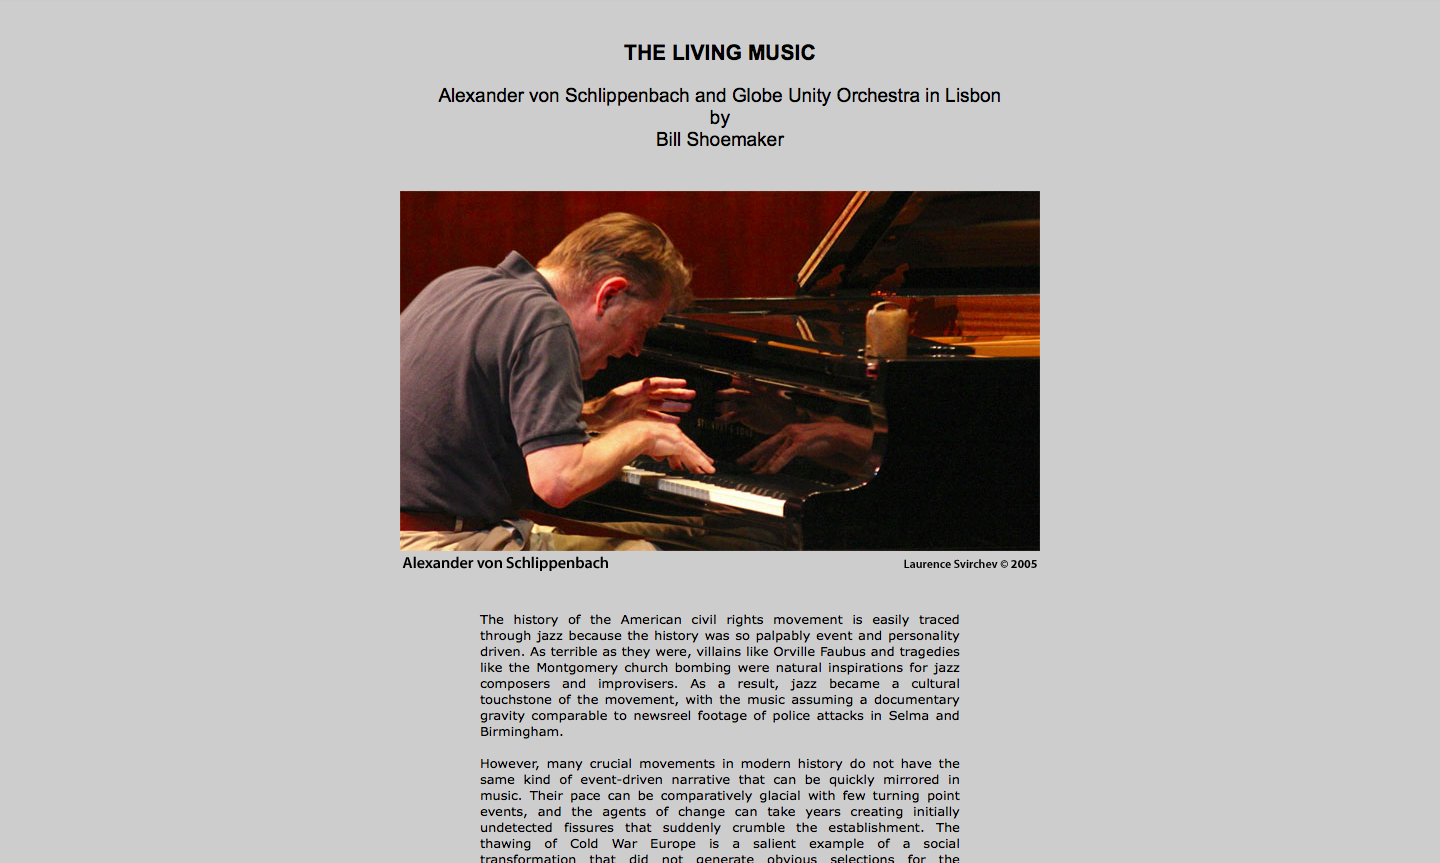 THE LIVING MUSIC
Alexander von Schlippenbach and Globe Unity Orchestra in Lisbon
by
Bill Shoemaker
STEINWAY & SONS
Alexander von Schlippenbach
Laurence Svirchev © 2005
The history of the American civil rights movement is easily traced
through jazz because the history was so palpably event and personality
driven. As terrible as they were, villains like Orville Faubus and tragedies
like the Montgomery church bombing were natural inspirations for jazz
composers and improvisers. As a result, jazz became a cultural
touchstone of the movement, with the music assuming a documentary
gravity comparable to newsreel footage of police attacks in Selma and
Birmingham.
However, many crucial movements in modern history do not have the
same kind of event-driven narrative that can be quickly mirrored in
music. Their pace can be comparatively glacial with few turning point
events, and the agents of change can take years creating initially
undetected fissures that suddenly crumble the establishment. The
thawing of Cold War Europe is a salient example of a social
transformation that did not generate obvious selections for the